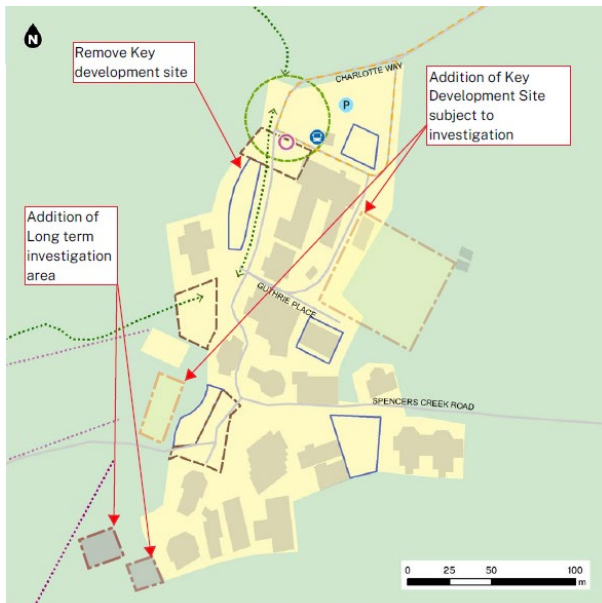 N
Remove Key
development site
CHARLOTTE WAY
P
Addition of Key
Development Site
subject to
investigation
Addition of
Long term
investigation
area
GUTHRIE PLACE
SPENCERS CREEK ROAD
0 25 50 100
m